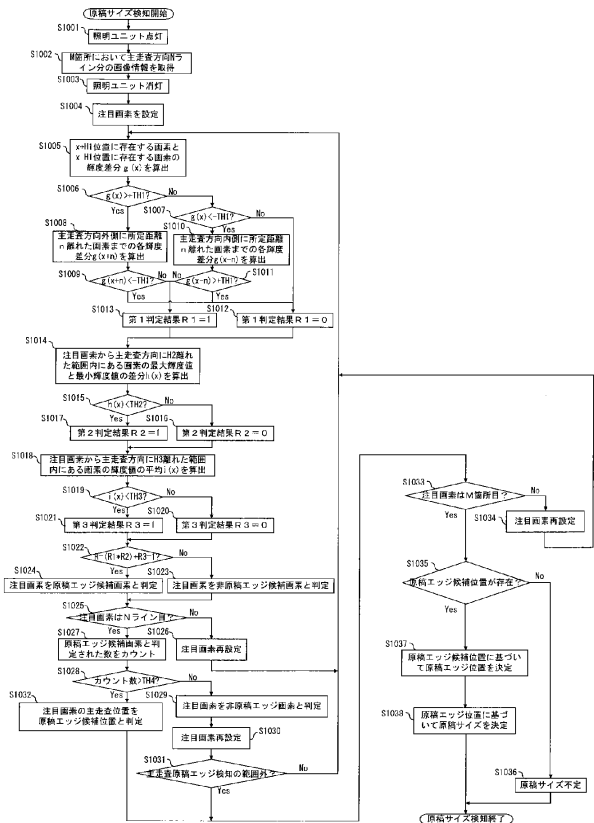 原稿サイズ検知開始
S1001
照明ユニット点灯
S1002
M箇所において主走査方向Nラ
イン分の画像情報を取得
S1003
照明ユニット消灯
S1004
注目画素を設定
S1005
x+H1位置に存在する画素と
x-H1位置に存在する画素の
輝度差分g(x)を算出
S1006
g(x)>+TH1?
No
Yes
S1007
g(x)<-TH1?
No
Yes
S1008
主走査方向外側に所定距離
n離れた画素までの各輝度
差分g(x+n)を算出
S1010
主走査方向内側に所定距離
n離れた画素までの各輝度
差分g(x-n)を算出
S1009
g(x+n)<-TH1?
No
Yes
S1011
g(x-n)>+TH1?
No
Yes
S1013
第1判定結果R1=1
S1012
第1判定結果R1=0
S1014
注目画素から主走査方向にH2離れ
た範囲内にある画素の最大輝度値
と最小輝度値の差分h(x)を算出
S1015
h(x)<TH2?
No
Yes
S1017
第2判定結果R2=1
S1016
第2判定結果R2=0
S1018
注目画素から主走査方向にH3離れた範囲
内にある画素の輝度値の平均i(x)を算出
S1019
i(x)<TH3?
No
Yes
S1021
第3判定結果R3=1
S1020
第3判定結果R3=0
S1022
No
Yes
S1024
注目画素を原稿エッジ候補画素と判定
S1023
注目画素を非原稿エッジ候補画素と判定
S1025
注目画素はNライン目?
No
Yes
S1027
原稿エッジ候補画素と判
定された数をカウント
S1026
注目画素再設定
S1028
カウント数>TH4?
No
Yes
S1032
注目画素の主走査位置を
原稿エッジ候補位置と判定
S1029
注目画素を非原稿エッジ画素と判定
S1030
注目画素再設定
S1031
主走査原稿エッジ検知の範囲外?
No
Yes
S1033
注目画素はM箇所目?
No
Yes
S1034
注目画素再設定
S1035
原稿エッジ候補位置が存在?
No
Yes
S1037
原稿エッジ候補位置に基づい
て原稿エッジ位置を決定
S1038
原稿エッジ位置に基づ
いて原稿サイズを決定
S1036
原稿サイズ不定
原稿サイズ検知終了